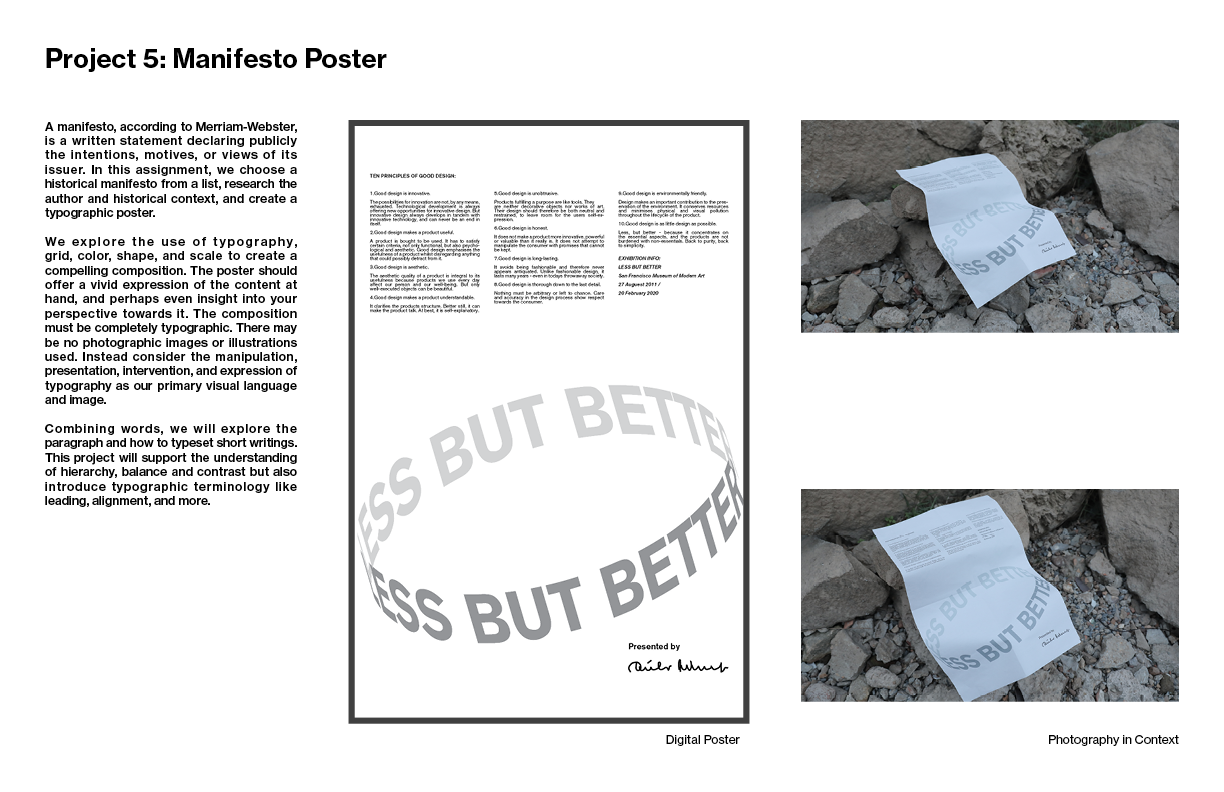 Project 5: Manifesto Poster
A manifesto, according to Merriam-Webster,
is a written statement declaring publicly
the intentions, motives, or views of its
issuer. In this assignment, we choose a
historical manifesto from a list, research the
author and historical context, and create a
typographic poster.
We explore the use of typography,
grid, color, shape, and scale to create a
compelling composition. The poster should
offer a vivid expression of the content at
hand, and perhaps even insight into your
perspective towards it. The composition
must be completely typographic. There may
be no photographic images or illustrations
used. Instead consider the manipulation,
presentation, intervention, and expression of
typography as our primary visual language
and image.
Combining words, we will explore the
paragraph and how to typeset short writings.
This project will support the understanding
of hierarchy, balance and contrast but also
introduce typographic terminology like
leading, alignment, and more.
TEN PRINCIPLES OF GOOD DESIGN:
1.Good design is innovative.
The possibilities for innovation are not, by any means,
exhausted. Technological development is always
offering new opportunities for innovative design. But
innovative design always develops in tandem with
innovative technology, and can never be an end in
itself.
2.Good design makes a product useful.
A product is bought to be used. It has to satisfy
certain criteria, not only functional, but also psycho-
logical and aesthetic. Good design emphasises the
usefulness of a product whilst disregarding anything
that could possibly detract from it.
3.Good design is aesthetic.
The aesthetic quality of a product is integral to its
usefulness because products we use every day
affect our person and our well-being. But only
well-executed objects can be beautiful.
4.Good design makes a product understandable.
It clarifies the products structure. Better still, it can
make the product talk. At best, it is self-explanatory.
5.Good design is unobtrusive.
Products fulfilling a purpose are like tools. They
are neither decorative objects nor works of art.
Their design should therefore be both neutral and
restrained, to leave room for the users self-ex-
pression.
6.Good design is honest.
It does not make a product more innovative, powerful
or valuable than it really is. It does not attempt to
manipulate the consumer with promises that cannot
be kept.
7.Good design is long-lasting.
It avoids being fashionable and therefore never
appears antiquated. Unlike fashionable design, it
lasts many years – even in todays throwaway society.
8.Good design is thorough down to the last detail.
Nothing must be arbitrary or left to chance. Care
and accuracy in the design process show respect
towards the consumer.
9.Good design is environmentally friendly.
Design makes an important contribution to the pres-
ervation of the environment. It conserves resources
and minimises physical and visual pollution
throughout the lifecycle of the product.
10.Good design is as little design as possible.
Less, but better – because it concentrates on
the essential aspects, and the products are not
burdened with non-essentials. Back to purity, back
to simplicity.
EXHIBITION INFO:
LESS BUT BETTER
San Francisco Museum of Modern Art
27 Auguest 2011 /
20 February 2020
LESS BUT BETTER
LESS BUT BETTER
Presented by
Digital Poster
LESS BUT BETTE
ESS BUT BETTE
Photography in Context